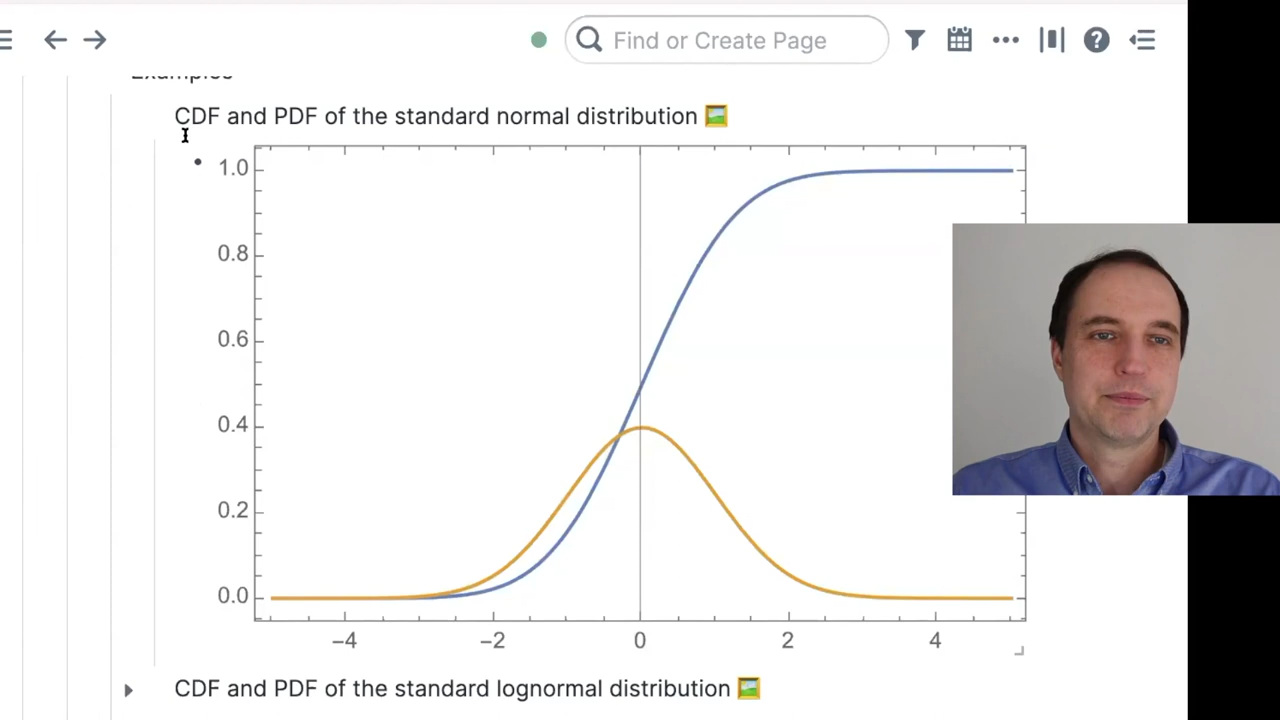 Find or Create Page
Examples
CDF and PDF of the standard normal distribution
1.0
0.8
0.6
0.4
0.2
0.0
−4 −2 0 2 4
CDF and PDF of the standard lognormal distribution